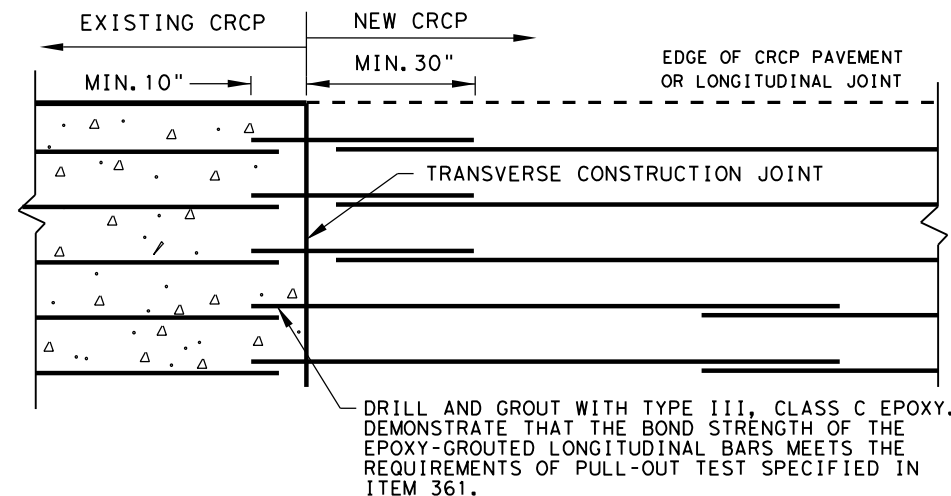 EXISTING CRCP
NEW CRCP
MIN. 10"
MIN. 30"
EDGE OF CRCP PAVEMENT
OR LONGITUDINAL JOINT
TRANSVERSE CONSTRUCTION JOINT
DRILL AND GROUT WITH TYPE III, CLASS C EPOXY.
DEMONSTRATE THAT THE BOND STRENGTH OF THE
EPOXY-GROUTED LONGITUDINAL BARS MEETS THE
REQUIREMENTS OF PULL-OUT TEST SPECIFIED IN
ITEM 361.